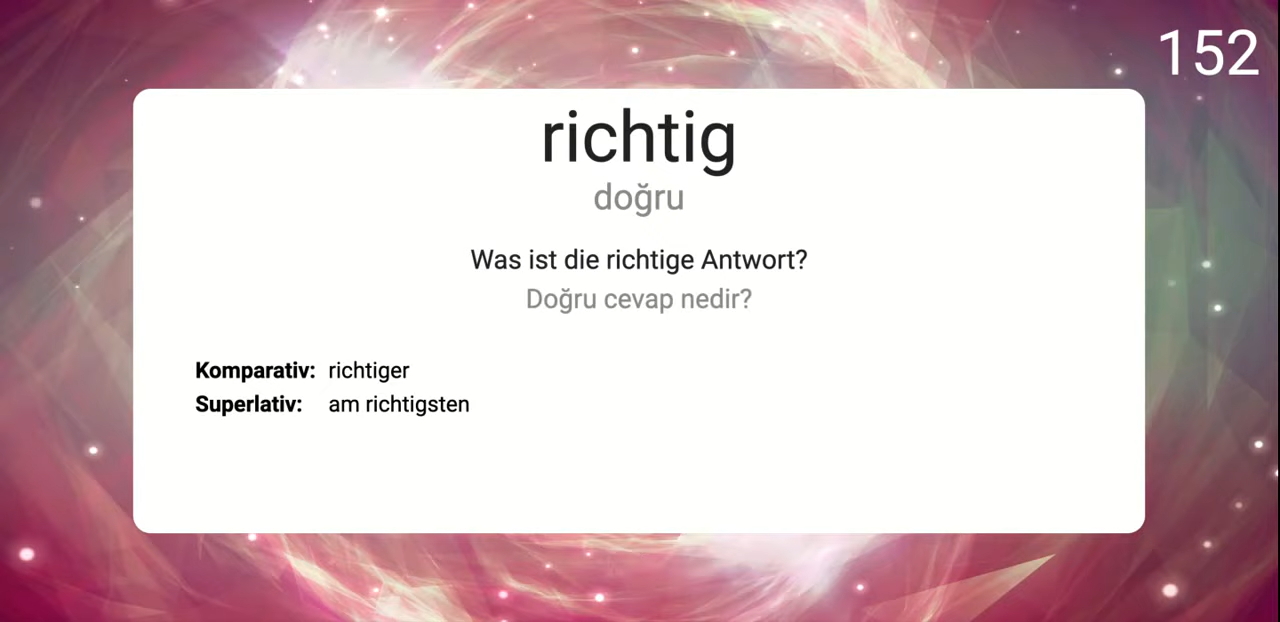 152
richtig
doğru
Was ist die richtige Antwort?
Doğru cevap nedir?
Komparativ: richtiger
Superlativ: am richtigsten